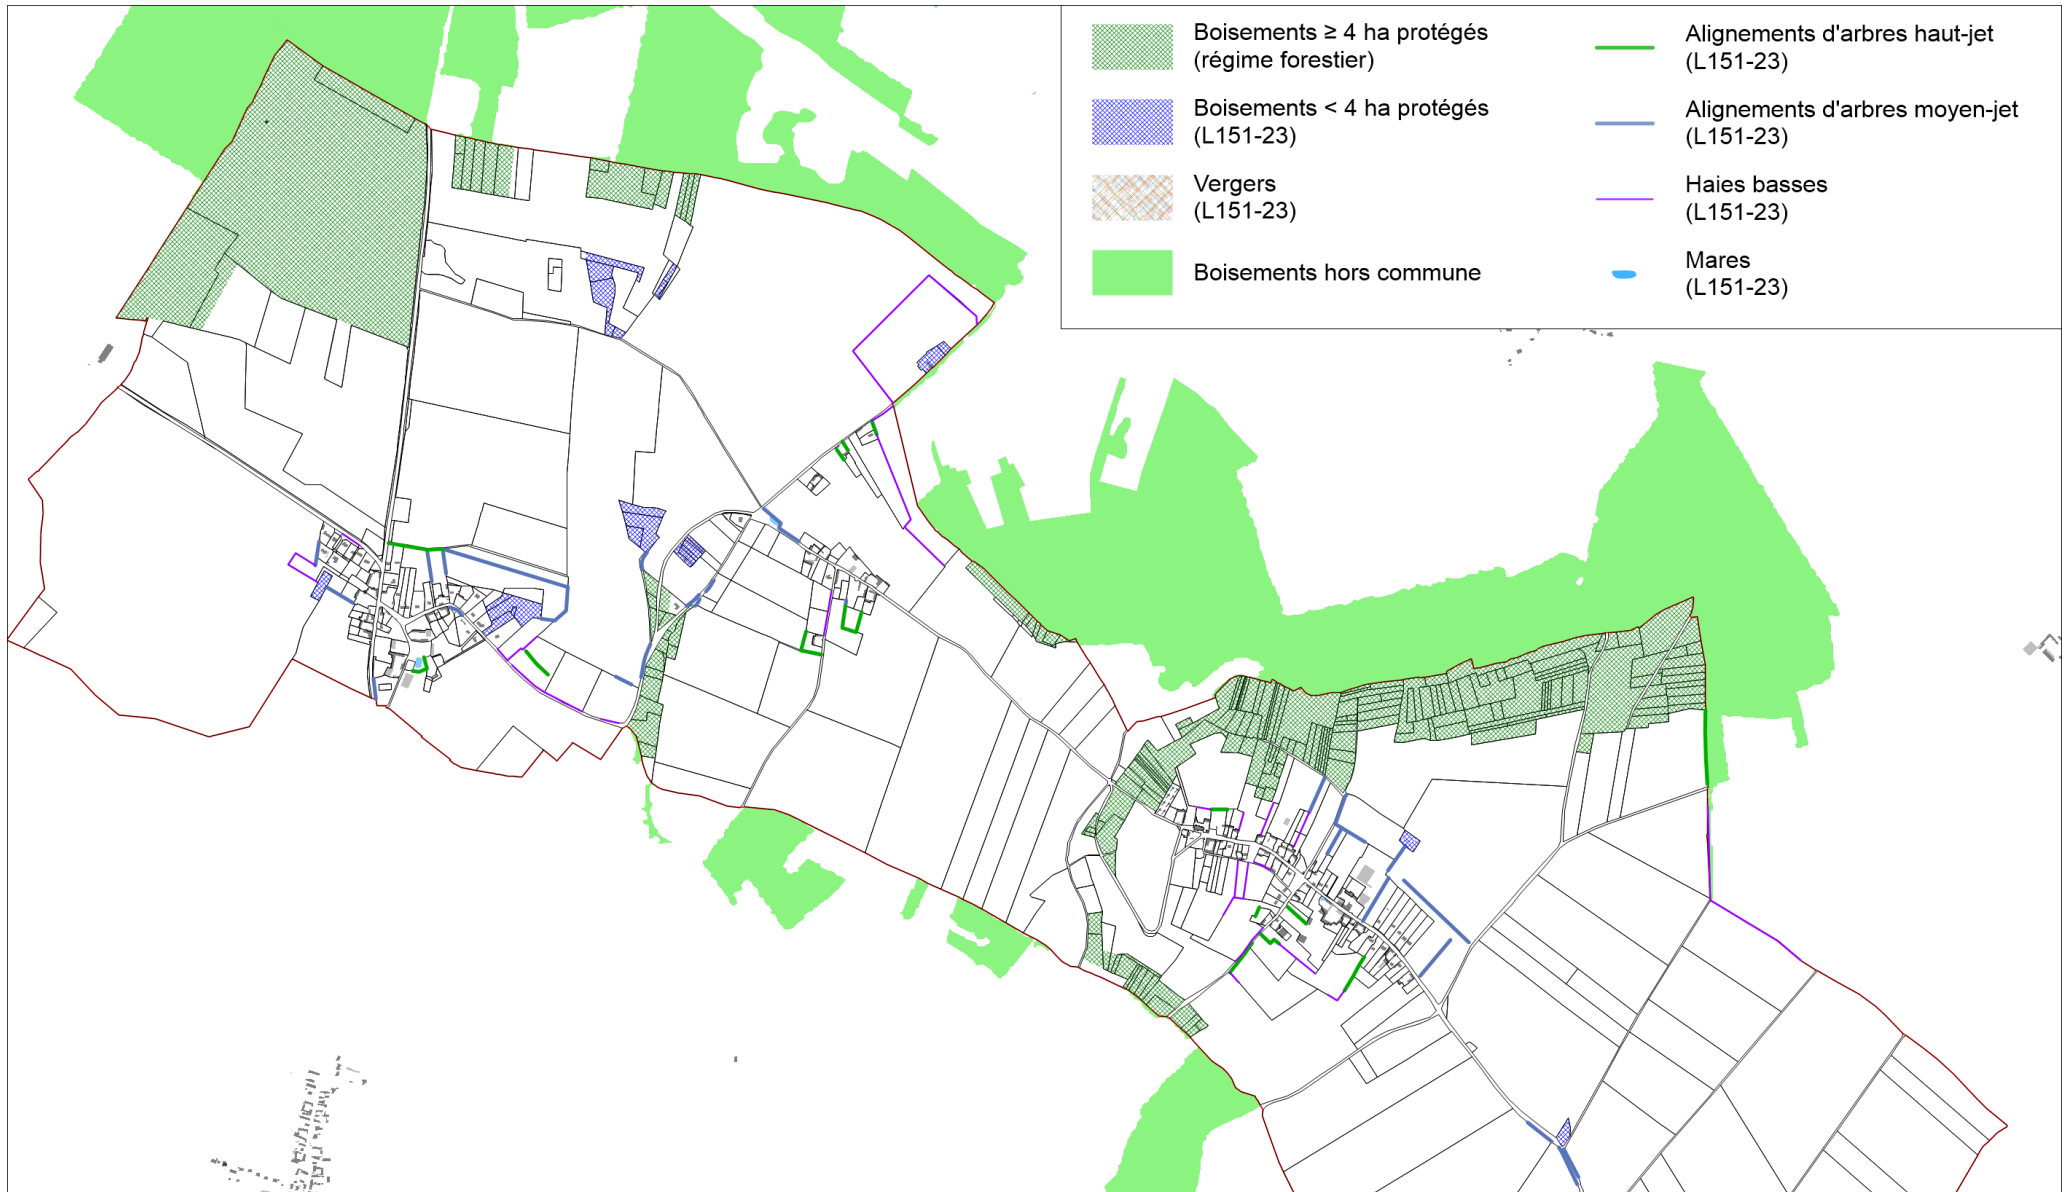 Boisements ≥ 4 ha protégés
(régime forestier)
Boisements < 4 ha protégés
(L151-23)
Vergers
(L151-23)
Boisements hors commune
Alignements d'arbres haut-jet
(L151-23)
Alignements d'arbres moyen-jet
(L151-23)
Haies basses
(L151-23)
Mares
(L151-23)